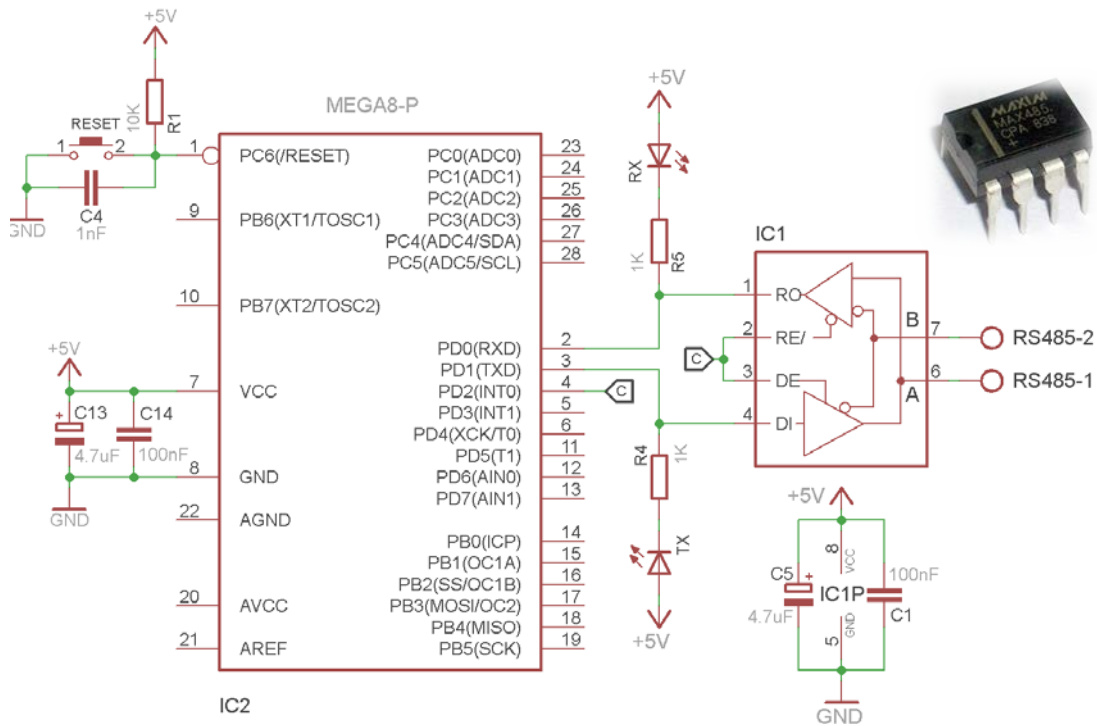 +5V
10K
R1
RESET
1
2
C4
1nF
GND
+5V
C13
+
4.7uF
C14
100nF
GND
MEGA8-P
1
PC6(/RESET)
9
PB6(XT1/TOSC1)
10
PB7(XT2/TOSC2)
7
VCC
8
GND
22
AGND
20
AVCC
21
AREF
PC0(ADC0)
23
PC1(ADC1)
24
PC2(ADC2)
25
PC3(ADC3)
26
PC4(ADC4/SDA)
27
PC5(ADC5/SCL)
28
PD0(RXD)
2
PD1(TXD)
3
PD2(INT0)
4
C
PD3(INT1)
5
PD4(XCK/T0)
6
PD5(T1)
11
PD6(AIN0)
12
PD7(AIN1)
13
PB0(ICP)
14
PB1(OC1A)
15
PB2(SS/OC1B)
16
PB3(MOSI/OC2)
17
PB4(MISO)
18
PB5(SCK)
19
IC2
+5V
RX
1K
R5
R4
1K
TX
+5V
C
IC1
1
RO
2
RE/
3
DE
4
DI
B
7
RS485-2
A
6
RS485-1
MAXIM
MAX485
CPA 838
+
+5V
8
VCC
C5
+
4.7uF
IC1P
100nF
C1
5
GND
GND